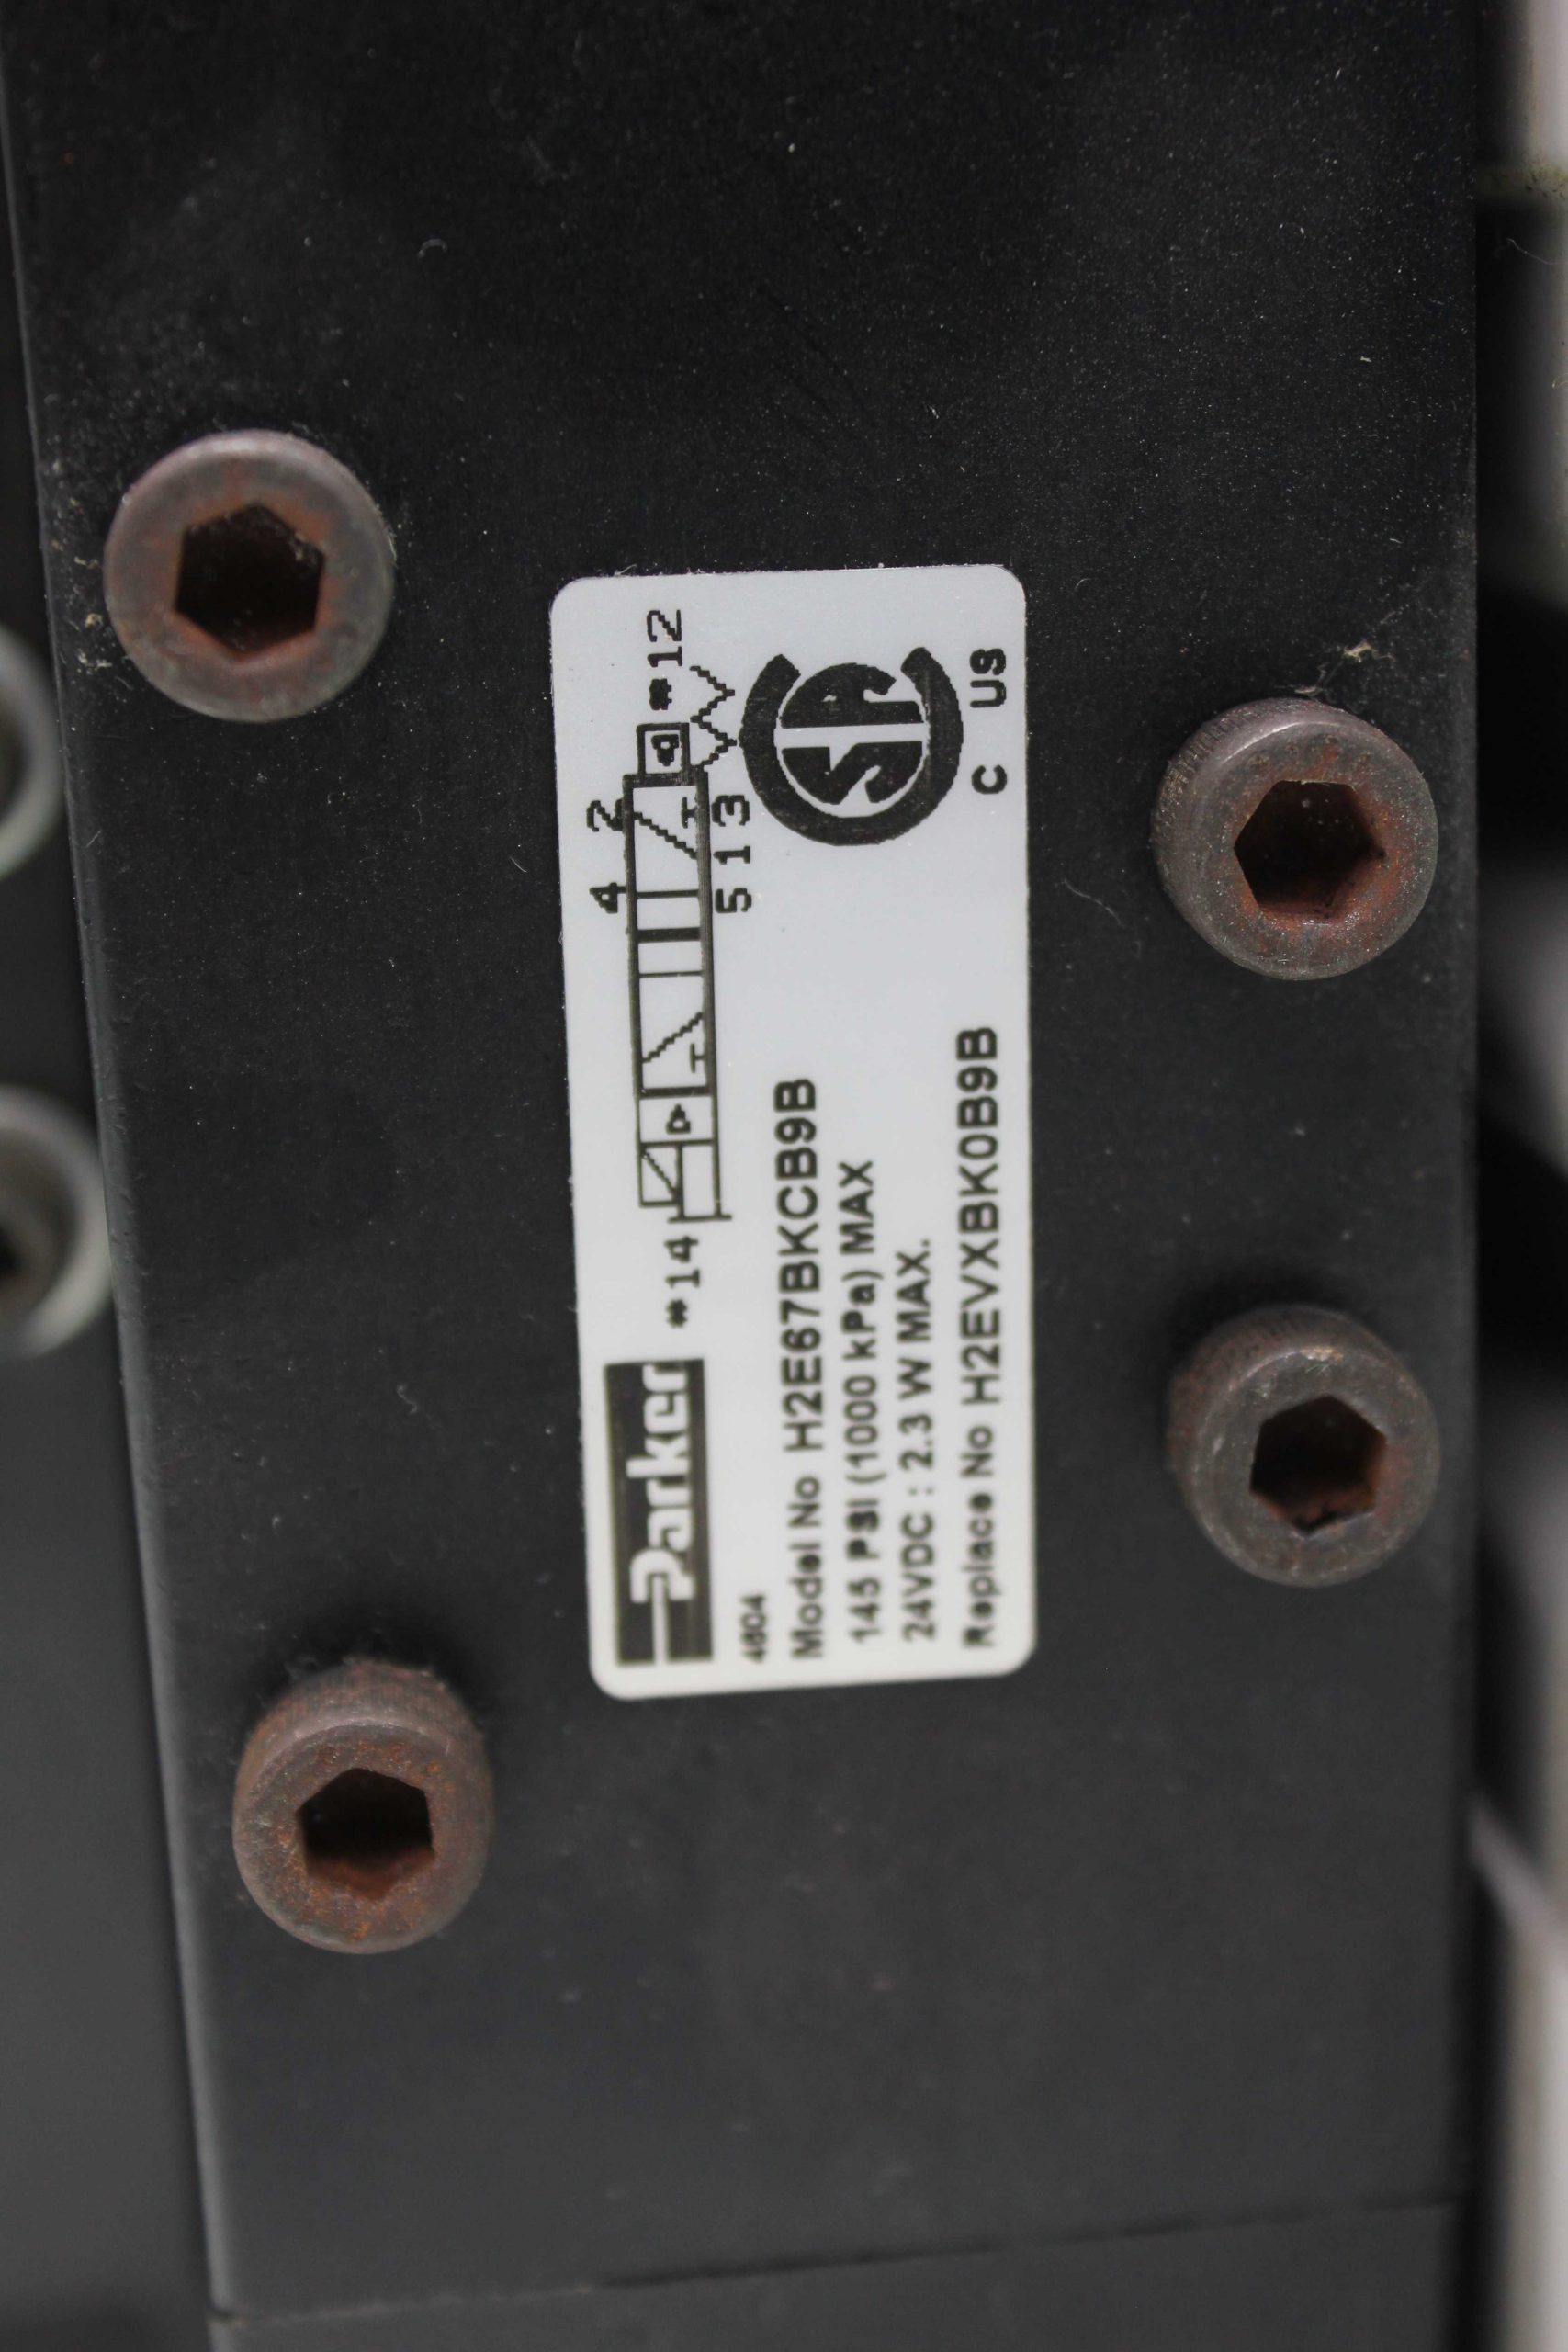 Parker
*14
4 2
5 1 3
*12
4604
Model No H2E67BKCB9B
145 PSI (1000 kPa) MAX
24VDC : 2.3 W MAX.
Replace No H2EVXBK0B9B
C US